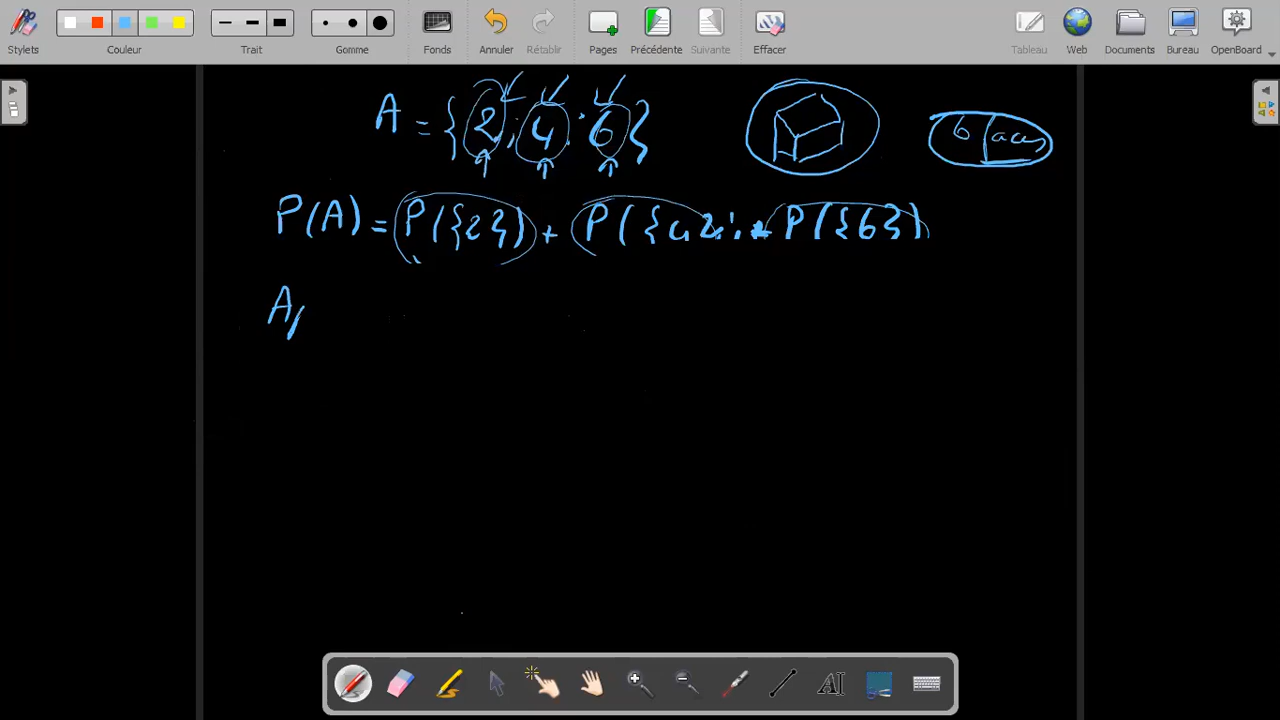 Stylets Couleur Trait Gomme Fonds Annuler Rétablir Pages Précédente Suivante Effacer Tableau Web Documents Bureau OpenBoard
A = {2; 4; 6}
6 faces
P(A) = P({2}) + P({4}) + P({6})
A